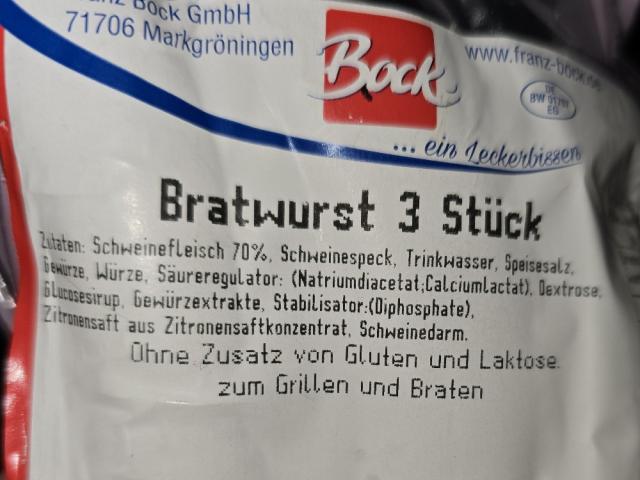 Franz Bock GmbH
71706 Markgröningen
Bock
www.franz-bock.de
DE
BW 01701
EG
... ein Leckerbissen
Bratwurst 3 Stück
Zutaten: Schweinefleisch 70%, Schweinespeck, Trinkwasser, Speisesalz,
Gewürze, Würze, Säureregulator: (Natriumdiacetat;Calciumlactat), Dextrose,
Glucosesirup, Gewürzextrakte, Stabilisator:(Diphosphate),
Zitronensaft aus Zitronensaftkonzentrat, Schweinedarm.
Ohne Zusatz von Gluten und Laktose.
zum Grillen und Braten